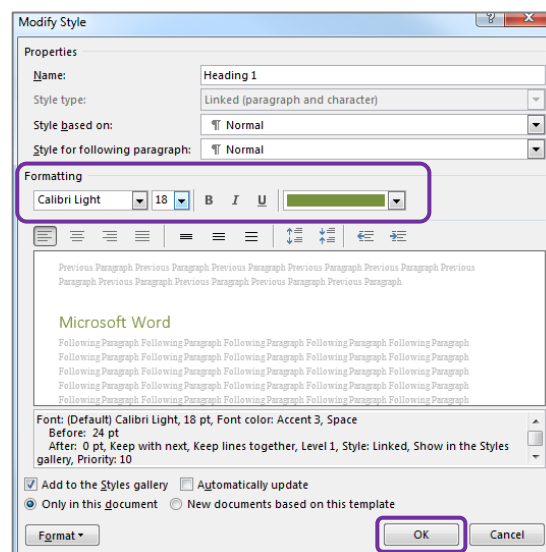 Modify Style
Properties
Name: Heading 1
Style type: Linked (paragraph and character)
Style based on: ¶ Normal
Style for following paragraph: ¶ Normal
Formatting
Calibri Light 18 B I U
Previous Paragraph Previous Paragraph Previous Paragraph Previous Paragraph Previous Paragraph Previous
Paragraph Previous Paragraph Previous Paragraph Previous Paragraph Previous Paragraph
Microsoft Word
Following Paragraph Following Paragraph Following Paragraph Following Paragraph Following Paragraph
Following Paragraph Following Paragraph Following Paragraph Following Paragraph Following Paragraph
Following Paragraph Following Paragraph Following Paragraph Following Paragraph Following Paragraph
Following Paragraph Following Paragraph Following Paragraph Following Paragraph Following Paragraph
Following Paragraph Following Paragraph Following Paragraph Following Paragraph Following Paragraph
Font: (Default) Calibri Light, 18 pt, Font color: Accent 3, Space
Before: 24 pt
After: 0 pt, Keep with next, Keep lines together, Level 1, Style: Linked, Show in the Styles
gallery, Priority: 10
Add to the Styles gallery Automatically update
Only in this document New documents based on this template
Format OK Cancel